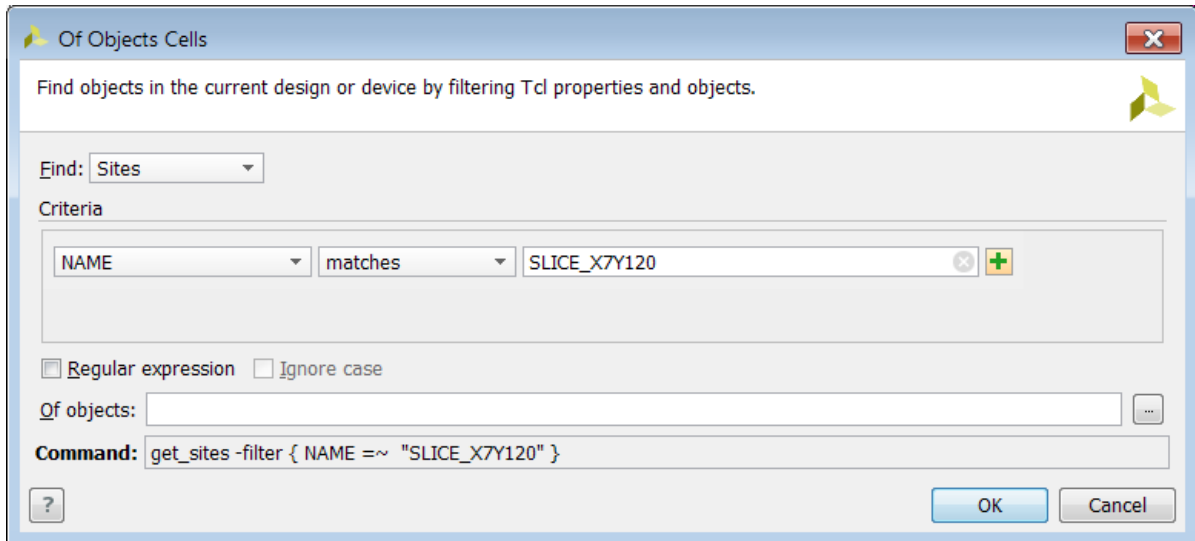 Of Objects Cells
Find objects in the current design or device by filtering Tcl properties and objects.
Find: Sites
Criteria
NAME matches SLICE_X7Y120
Regular expression Ignore case
Of objects: ...
Command: get_sites -filter { NAME =~  "SLICE_X7Y120" }
? OK Cancel